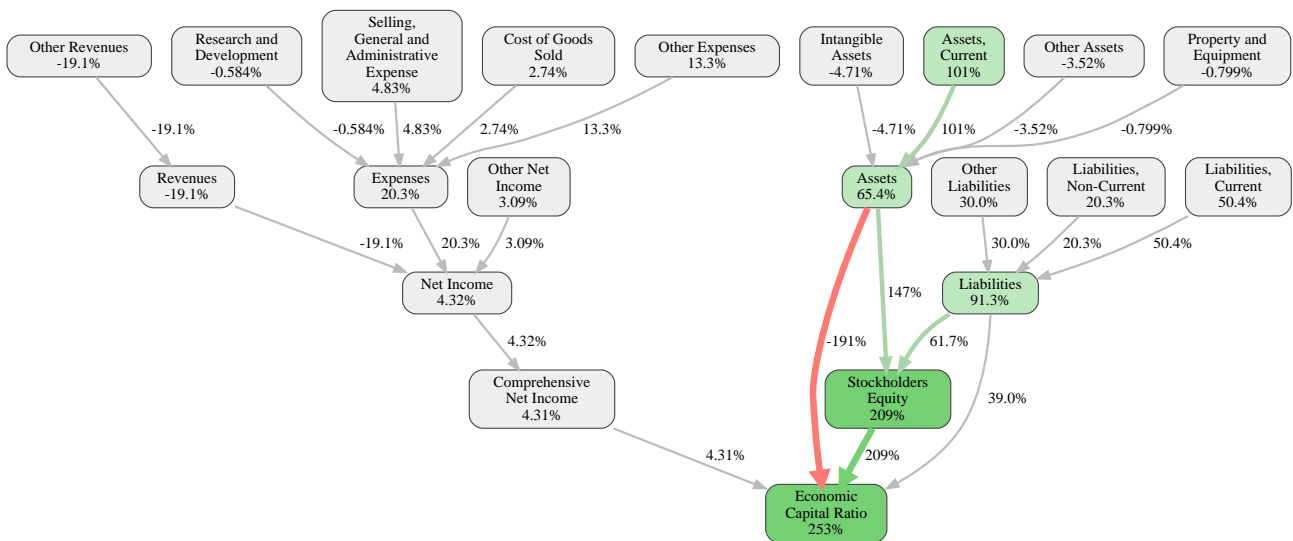 Other Revenues
-19.1%
Research and
Development
-0.584%
Selling,
General and
Administrative
Expense
4.83%
Cost of Goods
Sold
2.74%
Other Expenses
13.3%
Intangible
Assets
-4.71%
Assets,
Current
101%
Other Assets
-3.52%
Property and
Equipment
-0.799%
-19.1%
-0.584%
4.83%
2.74%
13.3%
-4.71%
101%
-3.52%
-0.799%
Revenues
-19.1%
Expenses
20.3%
Other Net
Income
3.09%
Assets
65.4%
Other
Liabilities
30.0%
Liabilities,
Non-Current
20.3%
Liabilities,
Current
50.4%
-19.1%
20.3%
3.09%
30.0%
20.3%
50.4%
Net Income
4.32%
147%
Liabilities
91.3%
4.32%
-191%
61.7%
Comprehensive
Net Income
4.31%
Stockholders
Equity
209%
39.0%
4.31%
209%
Economic
Capital Ratio
253%